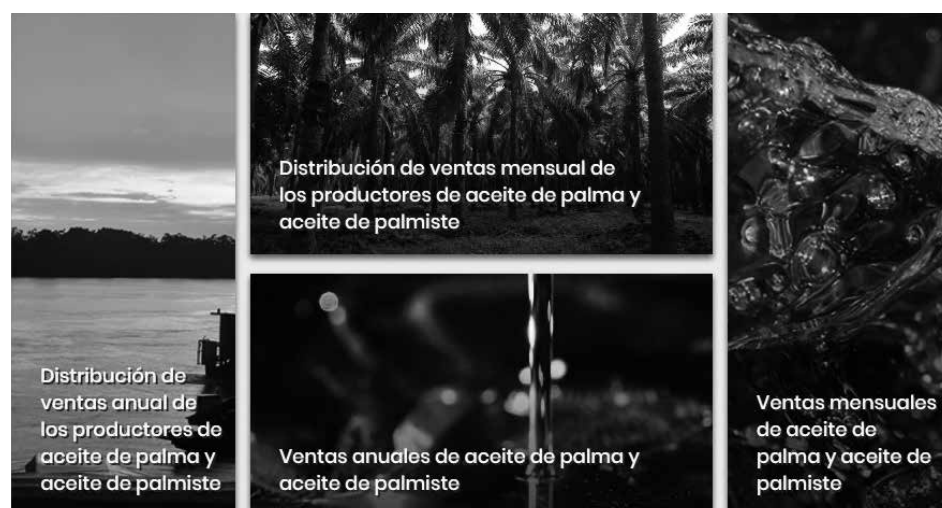 Distribución de
ventas anual de
los productores de
aceite de palma y
aceite de palmiste
Distribución de ventas mensual de
los productores de aceite de palma y
aceite de palmiste
Ventas anuales de aceite de palma y
aceite de palmiste
Ventas mensuales
de aceite de
palma y aceite de
palmiste